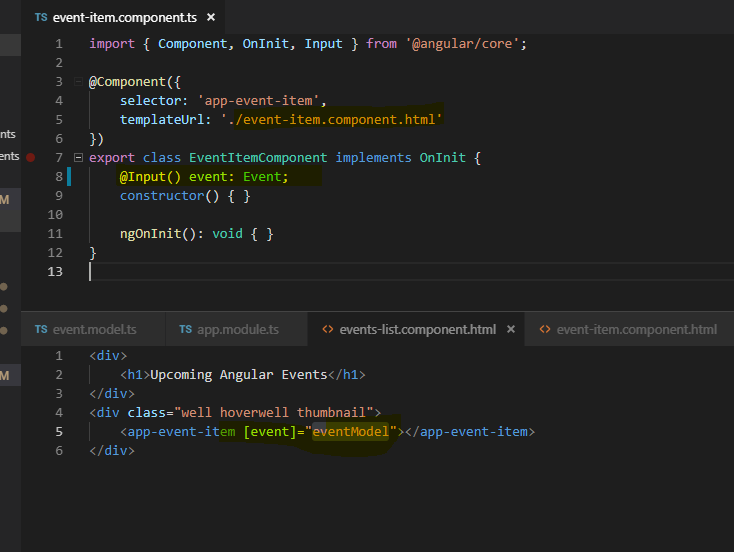 TS event-item.component.ts ×
1 import { Component, OnInit, Input } from '@angular/core';
2
3 @Component({
4 selector: 'app-event-item',
5 templateUrl: './event-item.component.html'
6 })
7 export class EventItemComponent implements OnInit {
8 @Input() event: Event;
9 constructor() { }
10
11 ngOnInit(): void { }
12 }
13
nts
ents
M
M
TS event.model.ts TS app.module.ts <> events-list.component.html × <> event-item.component.html
1 <div>
2 <h1>Upcoming Angular Events</h1>
3 </div>
4 <div class="well hoverwell thumbnail">
5 <app-event-item [event]="eventModel"></app-event-item>
6 </div>